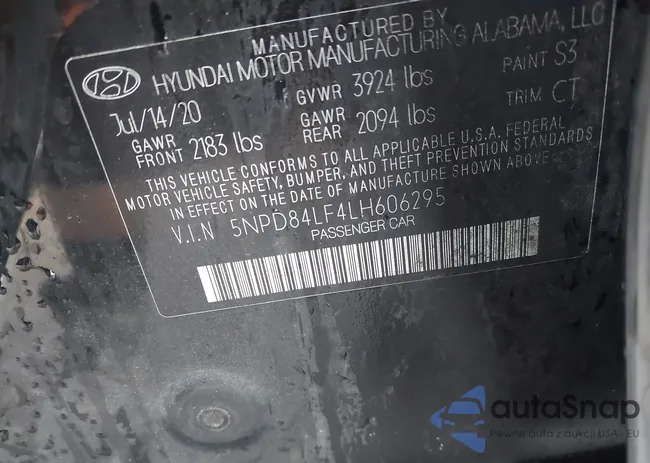 MANUFACTURED BY
HYUNDAI MOTOR MANUFACTURING ALABAMA, LLC
Jul/14/20 GVWR 3924 lbs PAINT S3
GAWR FRONT 2183 lbs GAWR REAR 2094 lbs TRIM CT
THIS VEHICLE CONFORMS TO ALL APPLICABLE U.S.A. FEDERAL
MOTOR VEHICLE SAFETY, BUMPER, AND THEFT PREVENTION STANDARDS
IN EFFECT ON THE DATE OF MANUFACTURE SHOWN ABOVE.
V.I.N 5NPD84LF4LH606295
PASSENGER CAR
autoSnap
Pewne auta z aukcji USA i EU